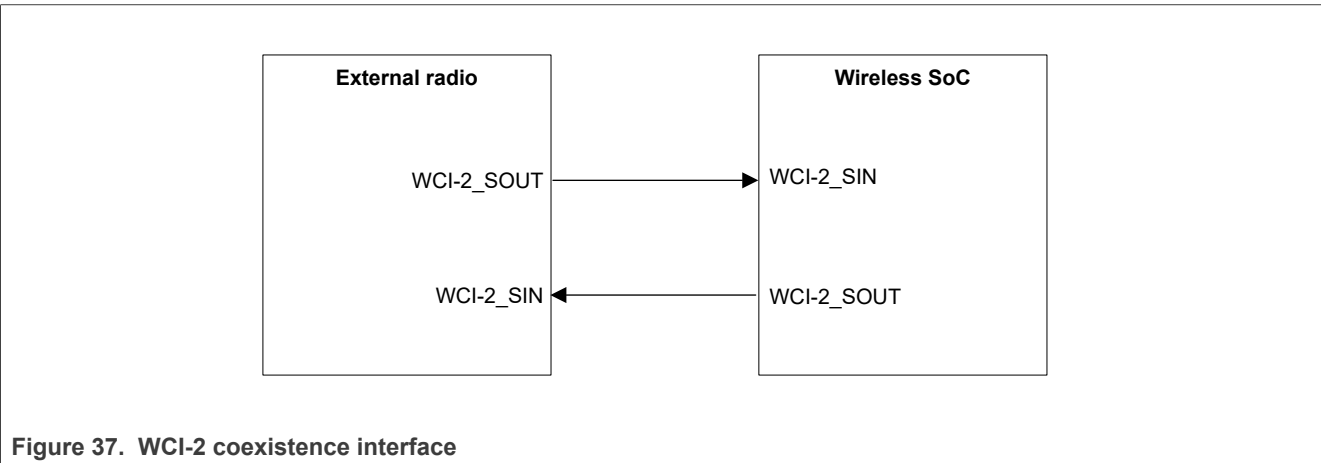 External radio
Wireless SoC
WCI-2_SOUT
WCI-2_SIN
WCI-2_SIN
WCI-2_SOUT
Figure 37. WCI-2 coexistence interface